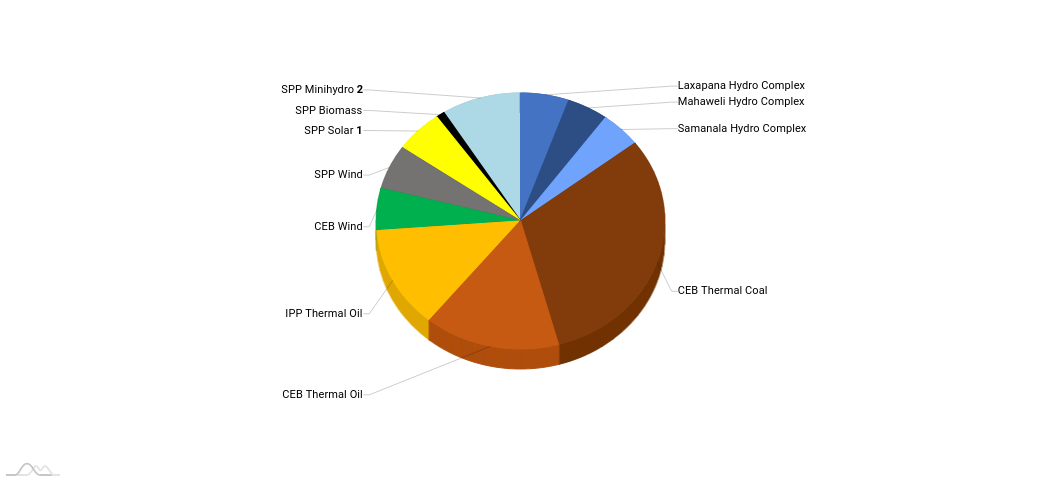 SPP Minihydro 2
SPP Biomass
SPP Solar 1
SPP Wind
CEB Wind
IPP Thermal Oil
CEB Thermal Oil
Laxapana Hydro Complex
Mahaweli Hydro Complex
Samanala Hydro Complex
CEB Thermal Coal